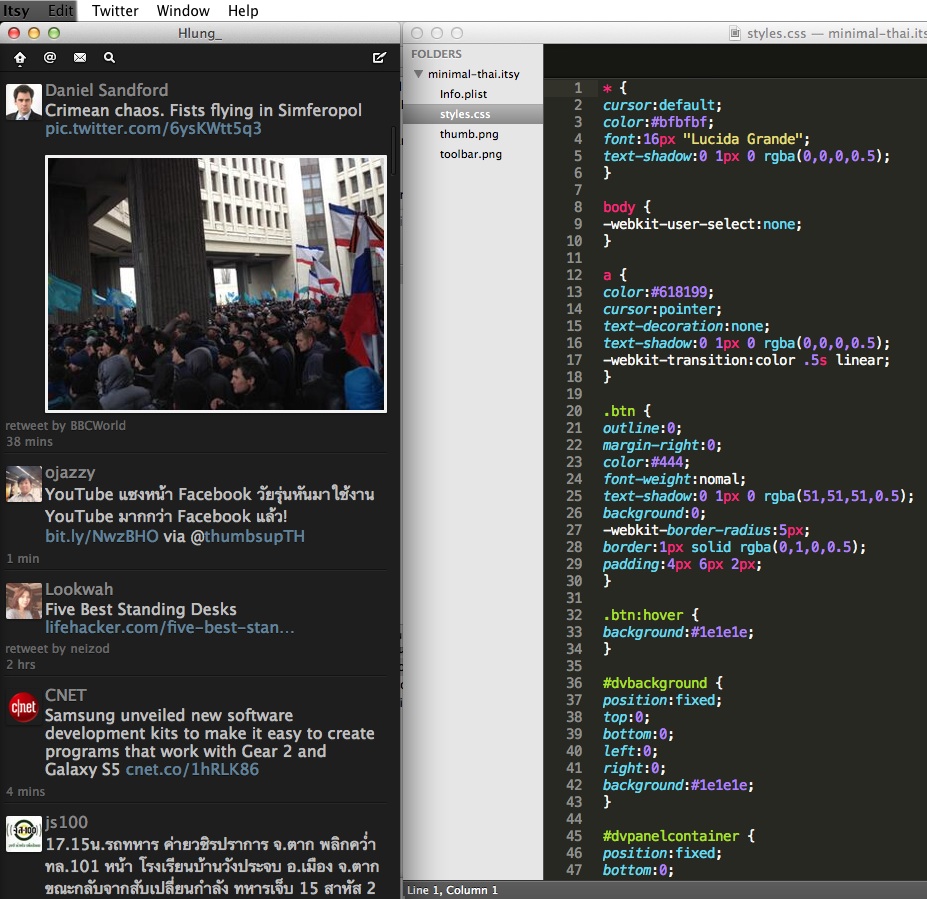 Itsy Edit Twitter Window Help
Hlung_
Daniel Sandford
Crimean chaos. Fists flying in Simferopol
pic.twitter.com/6ysKWtt5q3
retweet by BBCWorld
38 mins
ojazzy
YouTube แซงหน้า Facebook วัยรุ่นหันมาใช้งาน
YouTube มากกว่า Facebook แล้ว!
bit.ly/NwzBHO via @thumbsupTH
1 min
Lookwah
Five Best Standing Desks
lifehacker.com/five-best-stan...
retweet by neizod
2 hrs
CNET
Samsung unveiled new software
development kits to make it easy to create
programs that work with Gear 2 and
Galaxy S5 cnet.co/1hRLK86
4 mins
js100
17.15น.รถทหาร ค่ายวชิรปราการ จ.ตาก พลิกคว่ำ
ทล.101 หน้า โรงเรียนบ้านวังประจบ อ.เมือง จ.ตาก
ขณะกลับจากสับเปลี่ยนกำลัง ทหารเจ็บ 15 สาหัส 2
styles.css — minimal-thai.its
FOLDERS
minimal-thai.itsy
Info.plist
styles.css
thumb.png
toolbar.png
1 * {
2 cursor:default;
3 color:#bfbfbf;
4 font:16px "Lucida Grande";
5 text-shadow:0 1px 0 rgba(0,0,0,0.5);
6 }
7
8 body {
9 -webkit-user-select:none;
10 }
11
12 a {
13 color:#618199;
14 cursor:pointer;
15 text-decoration:none;
16 text-shadow:0 1px 0 rgba(0,0,0,0.5);
17 -webkit-transition:color .5s linear;
18 }
19
20 .btn {
21 outline:0;
22 margin-right:0;
23 color:#444;
24 font-weight:nomal;
25 text-shadow:0 1px 0 rgba(51,51,51,0.5);
26 background:0;
27 -webkit-border-radius:5px;
28 border:1px solid rgba(0,1,0,0.5);
29 padding:4px 6px 2px;
30 }
31
32 .btn:hover {
33 background:#1e1e1e;
34 }
35
36 #dvbackground {
37 position:fixed;
38 top:0;
39 bottom:0;
40 left:0;
41 right:0;
42 background:#1e1e1e;
43 }
44
45 #dvpanelcontainer {
46 position:fixed;
47 bottom:0;
Line 1, Column 1